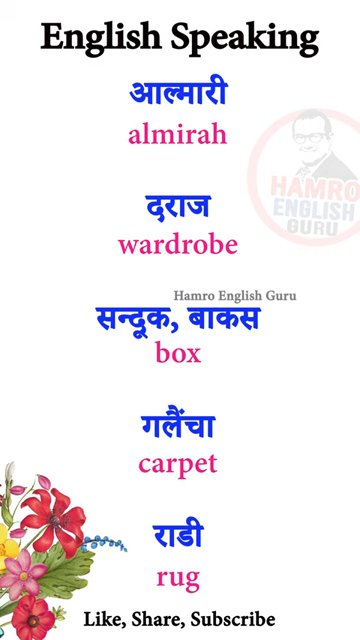 English Speaking
आल्मारी
almirah
HAMRO
ENGLISH
GURU
दराज
wardrobe
Hamro English Guru
सन्दूक, बाकस
box
गलैंचा
carpet
राडी
rug
Like, Share, Subscribe